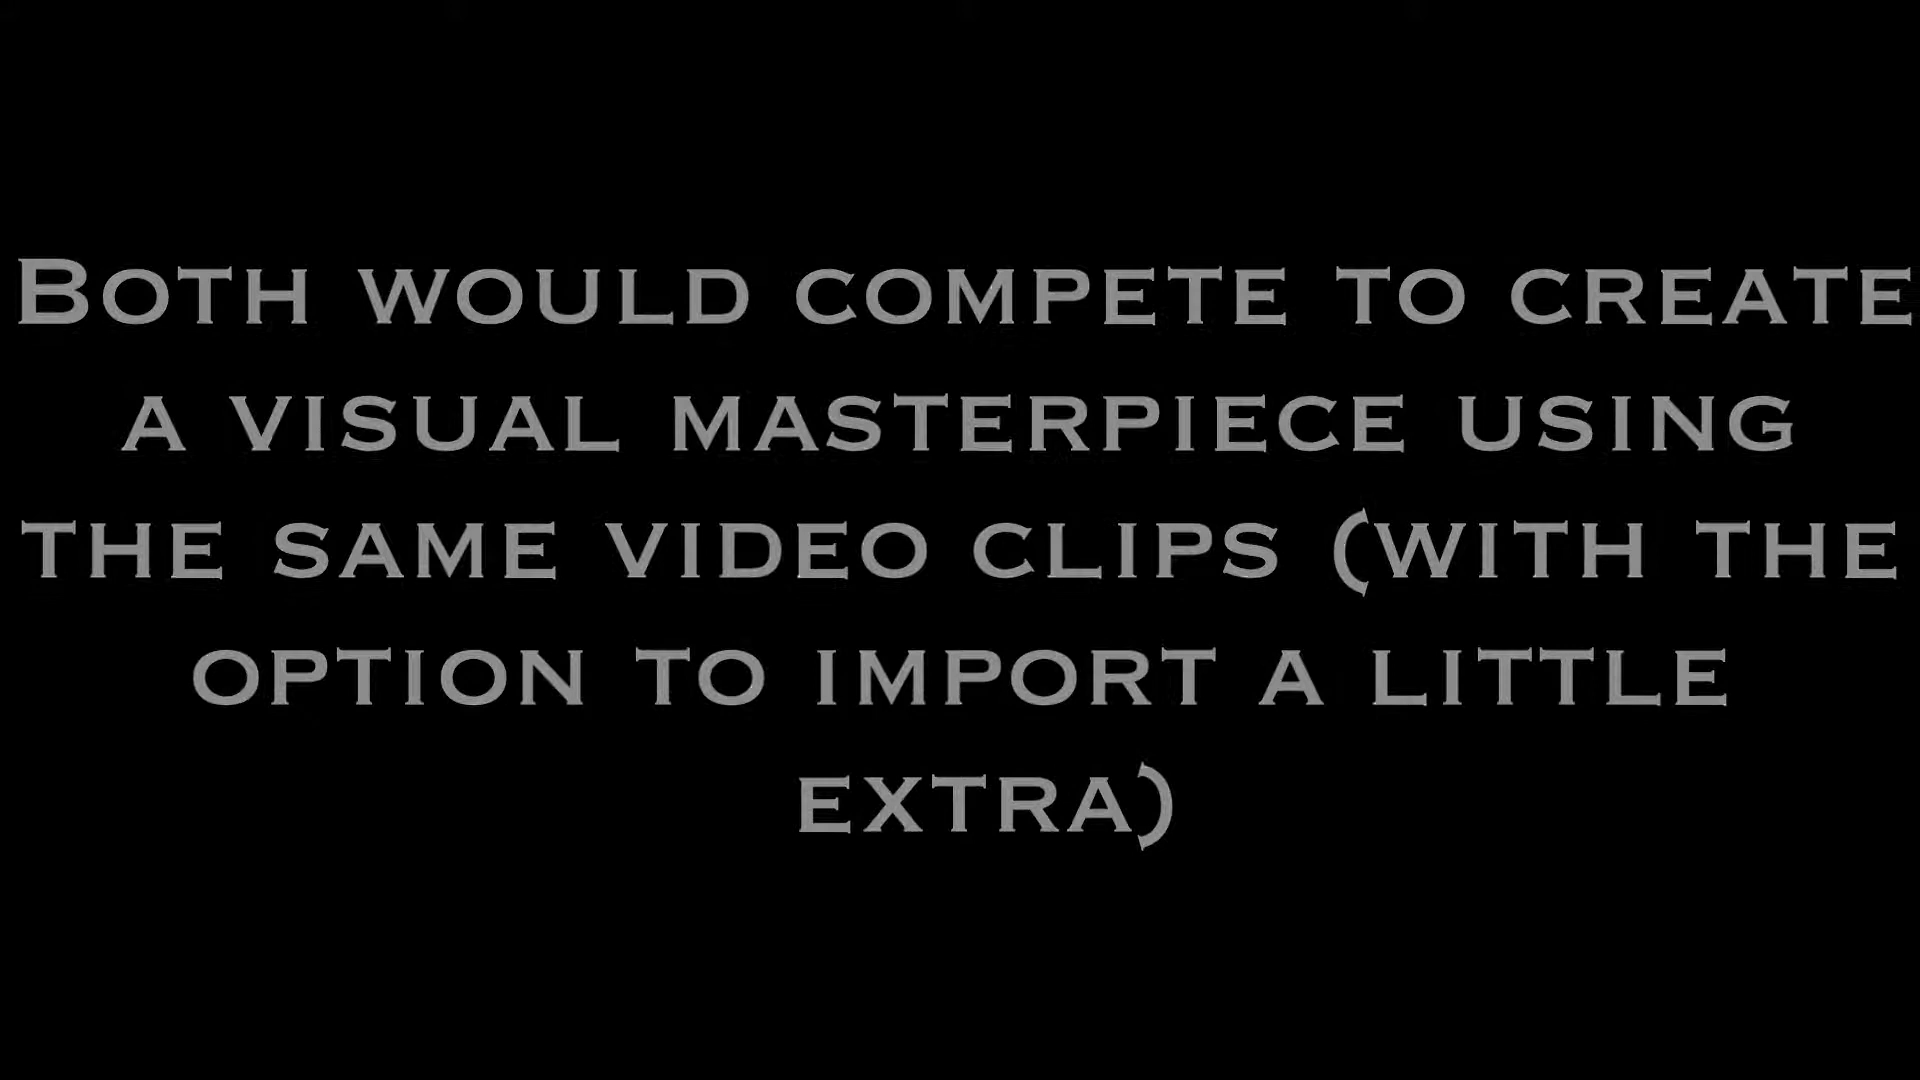 Both would compete to create
a visual masterpiece using
the same video clips (with the
option to import a little
extra)